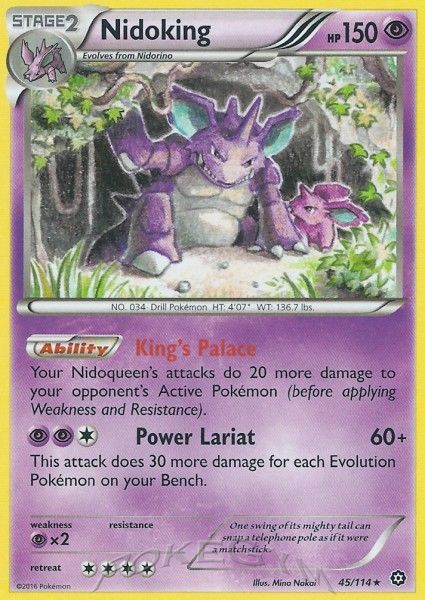 STAGE2 Nidoking HP 150
Evolves from Nidorino
NO. 034 Drill Pokémon HT: 4'07" WT: 136.7 lbs.
Ability King's Palace
Your Nidoqueen's attacks do 20 more damage to
your opponent's Active Pokémon (before applying
Weakness and Resistance).
Power Lariat 60+
This attack does 30 more damage for each Evolution
Pokémon on your Bench.
weakness resistance
×2
retreat
One swing of its mighty tail can
snap a telephone pole as if it were
a matchstick.
©2016 Pokémon
Illus. Mina Nakai 45/114★